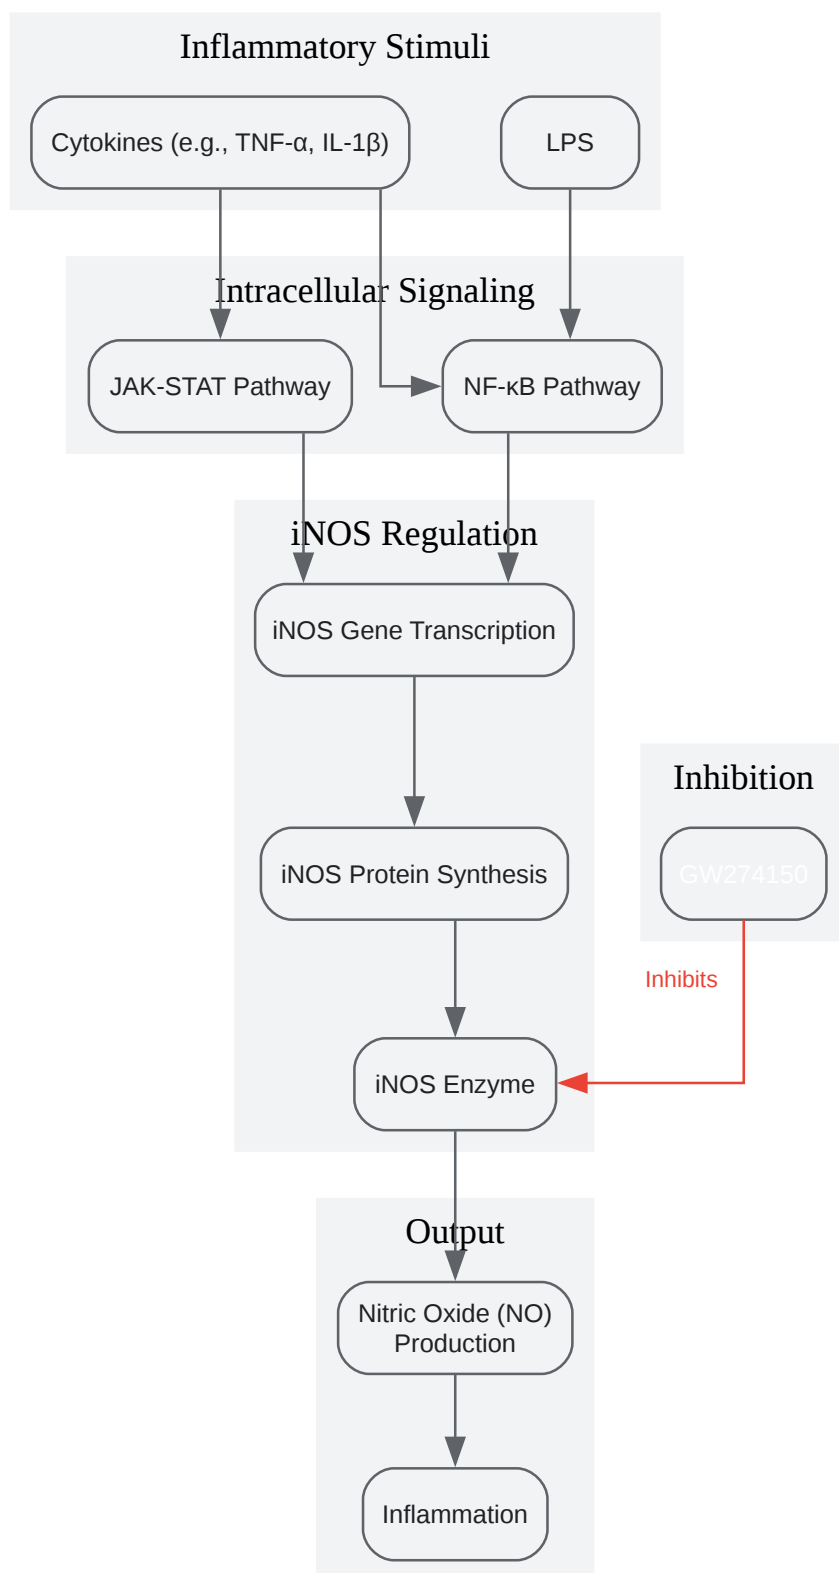 Inflammatory Stimuli
Cytokines (e.g., TNF-α, IL-1β)
LPS
Intracellular Signaling
JAK-STAT Pathway
NF-κB Pathway
iNOS Regulation
iNOS Gene Transcription
Inhibition
iNOS Protein Synthesis
GW274150
Inhibits
iNOS Enzyme
Output
Nitric Oxide (NO)
Production
Inflammation